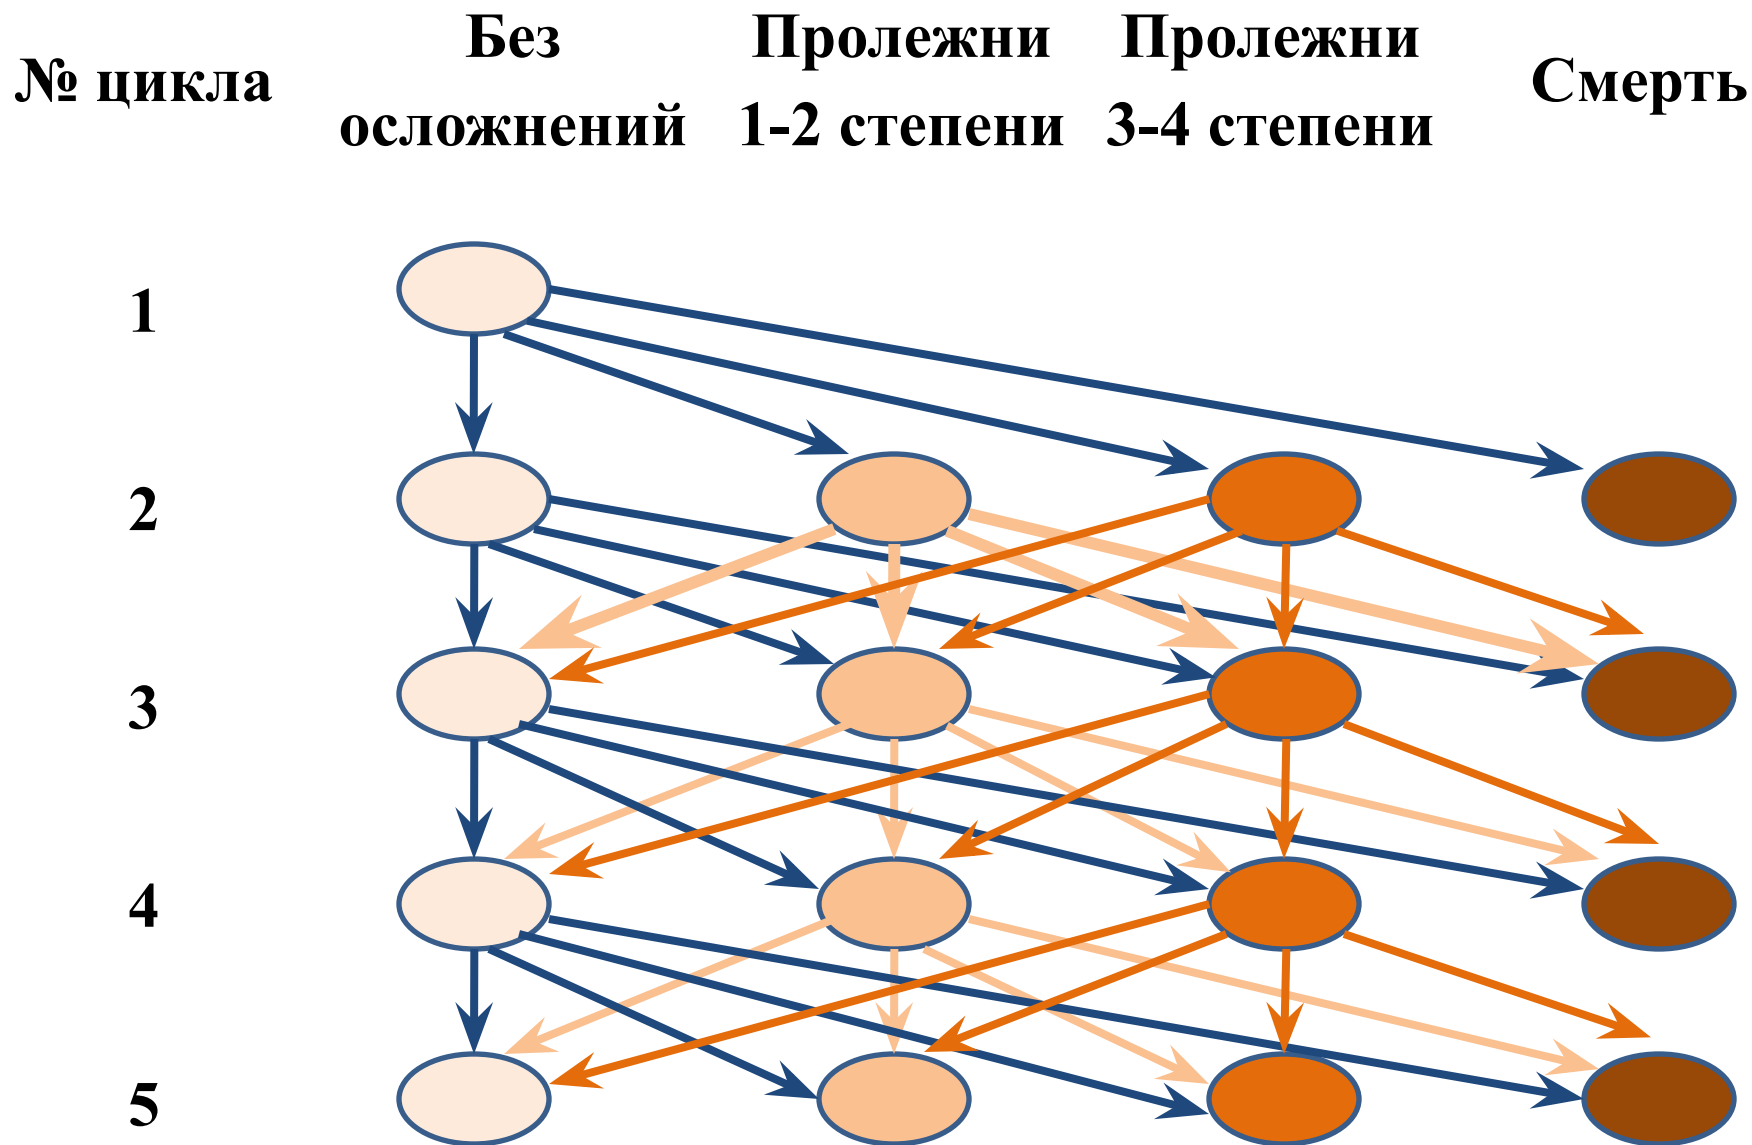 № цикла
Без
осложнений
Пролежни
1-2 степени
Пролежни
3-4 степени
Смерть
1
2
3
4
5